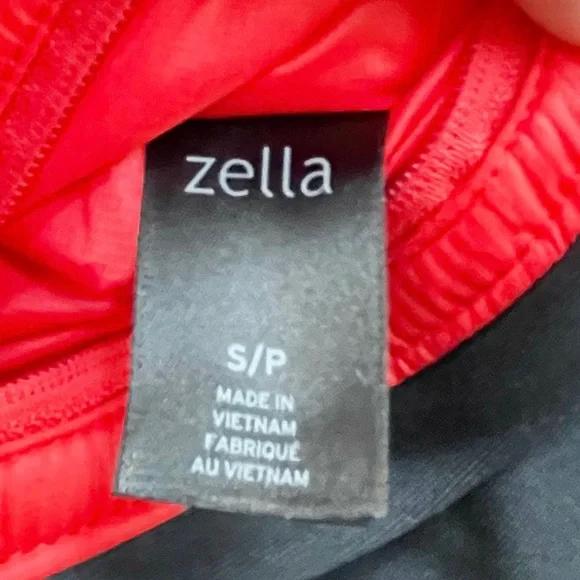 zella
S/P
MADE IN
VIETNAM
FABRIQUÉ
AU VIETNAM